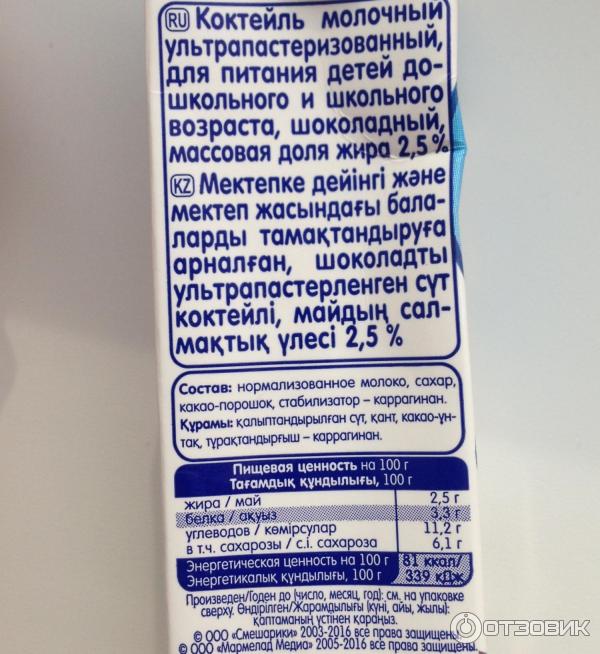 RU Коктейль молочный
ультрапастеризованный,
для питания детей до-
школьного и школьного
возраста, шоколадный,
массовая доля жира 2,5 %
KZ Мектепке дейінгі және
мектеп жасындағы бала-
ларды тамақтандыруға
арналған, шоколадты
ультрапастерленген сүт
коктейлі, майдың сал-
мақтық үлесі 2,5 %
Состав: нормализованное молоко, сахар,
какао-порошок, стабилизатор – каррагинан.
Құрамы: қалыптандырылған сүт, қант, какао-ұн-
тақ, тұрақтандырғыш – каррагинан.
Пищевая ценность на 100 г
Тағамдық құндылығы, 100 г
жира / май 2,5 г
белка / ақуыз 3,3 г
углеводов / көмірсулар 11,2 г
в т.ч. сахарозы / с.і. сахароза 6,1 г
Энергетическая ценность на 100 г 81 ккал/
Энергетикалық құндылығы, 100 г 339 кДж
Произведен/Годен до (число, месяц, год): см. на упаковке
сверху. Өндірілген/Жарамдылығы (күні, айы, жылы):
қаптаманың үстінен қараңыз.
© ООО «Смешарики» 2003-2016 все права защищены
© ООО «Мармелад Медиа» 2005-2016 все права защищены.
ОТЗОВИК